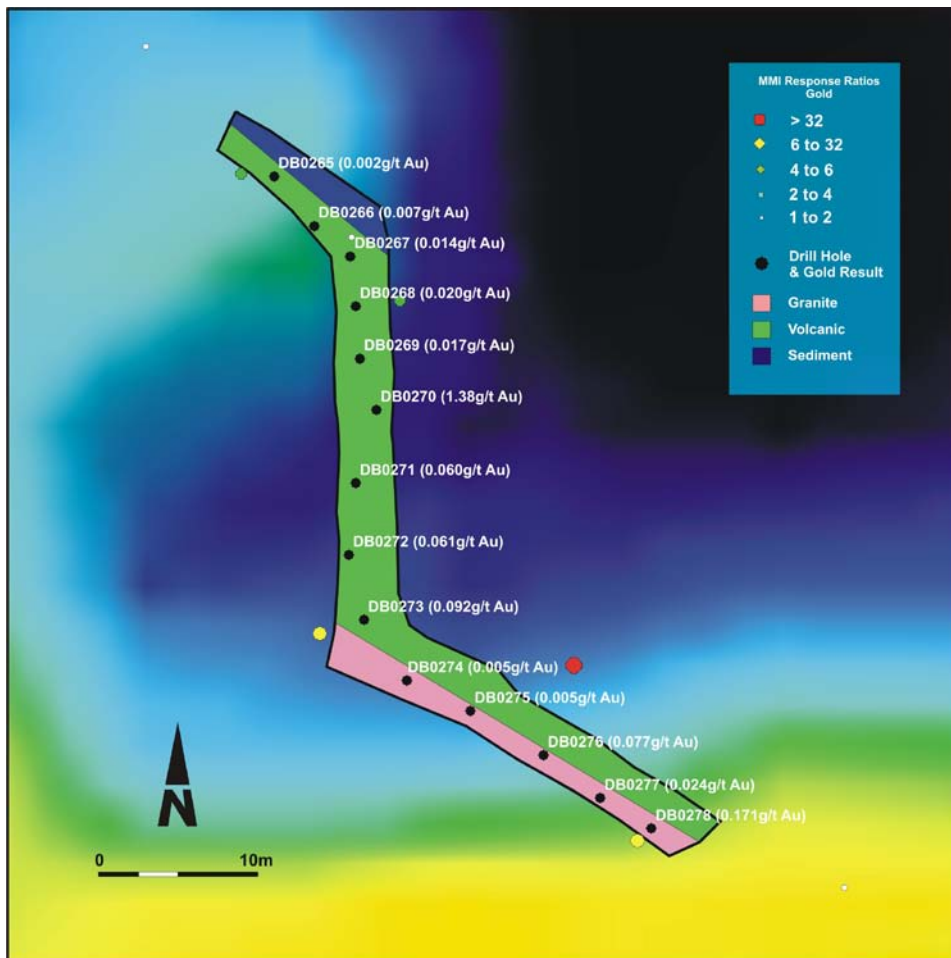 MMI Response Ratios
Gold
> 32
6 to 32
4 to 6
2 to 4
1 to 2
Drill Hole
& Gold Result
Granite
Volcanic
Sediment
DB0265 (0.002g/t Au)
DB0266 (0.007g/t Au)
DB0267 (0.014g/t Au)
DB0268 (0.020g/t Au)
DB0269 (0.017g/t Au)
DB0270 (1.38g/t Au)
DB0271 (0.060g/t Au)
DB0272 (0.061g/t Au)
DB0273 (0.092g/t Au)
DB0274 (0.005g/t Au)
DB0275 (0.005g/t Au)
DB0276 (0.077g/t Au)
DB0277 (0.024g/t Au)
DB0278 (0.171g/t Au)
N
0 10m